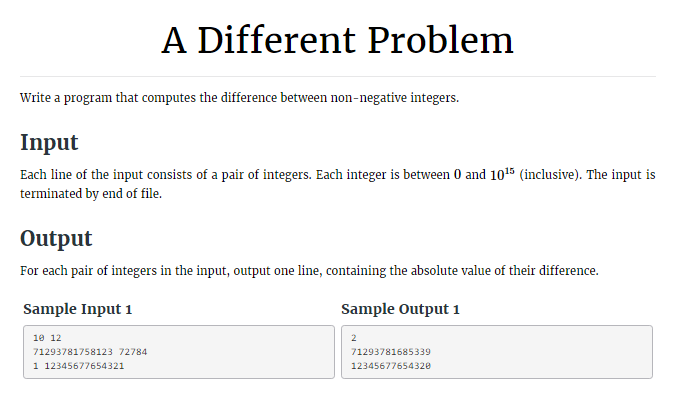 A Different Problem
Write a program that computes the difference between non-negative integers.
Input
Each line of the input consists of a pair of integers. Each integer is between 0 and 10¹⁵ (inclusive). The input is
terminated by end of file.
Output
For each pair of integers in the input, output one line, containing the absolute value of their difference.
Sample Input 1
10 12
71293781758123 72784
1 12345677654321
Sample Output 1
2
71293781685339
12345677654320